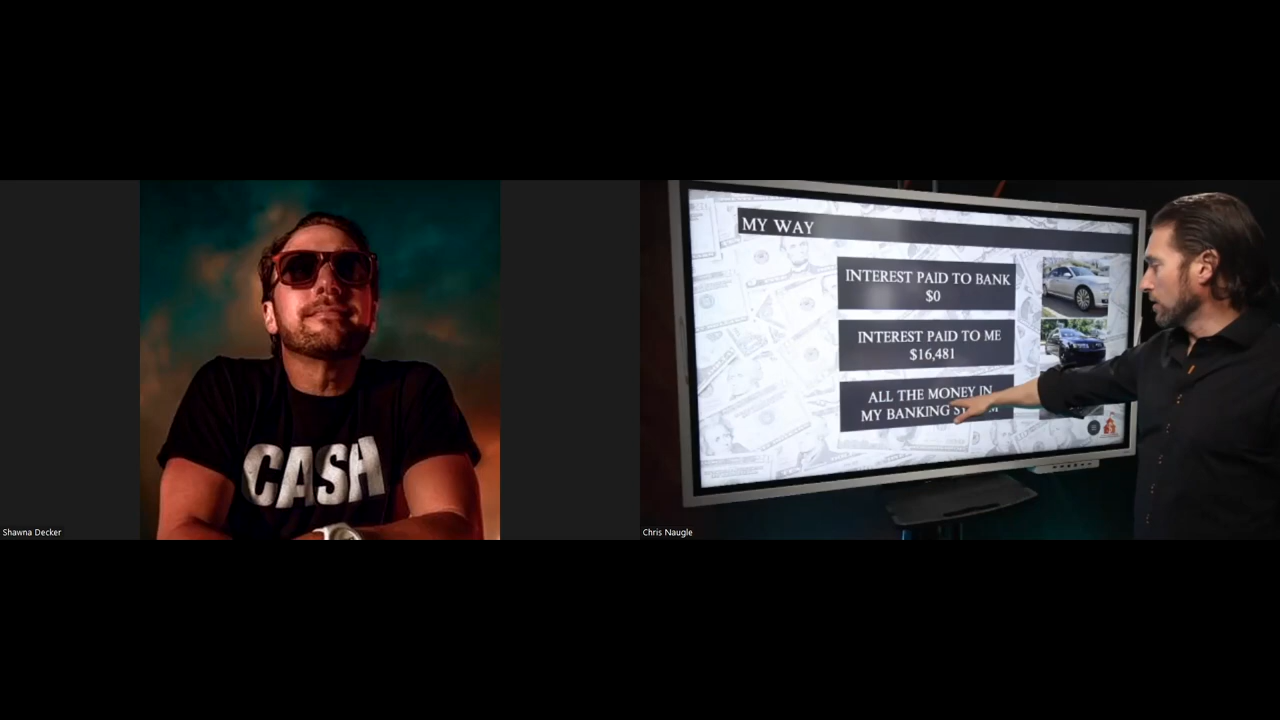 CASH
Shawna Decker
MY WAY
INTEREST PAID TO BANK
$0
INTEREST PAID TO ME
$16,481
ALL THE MONEY IN
MY BANKING
Chris Naugle